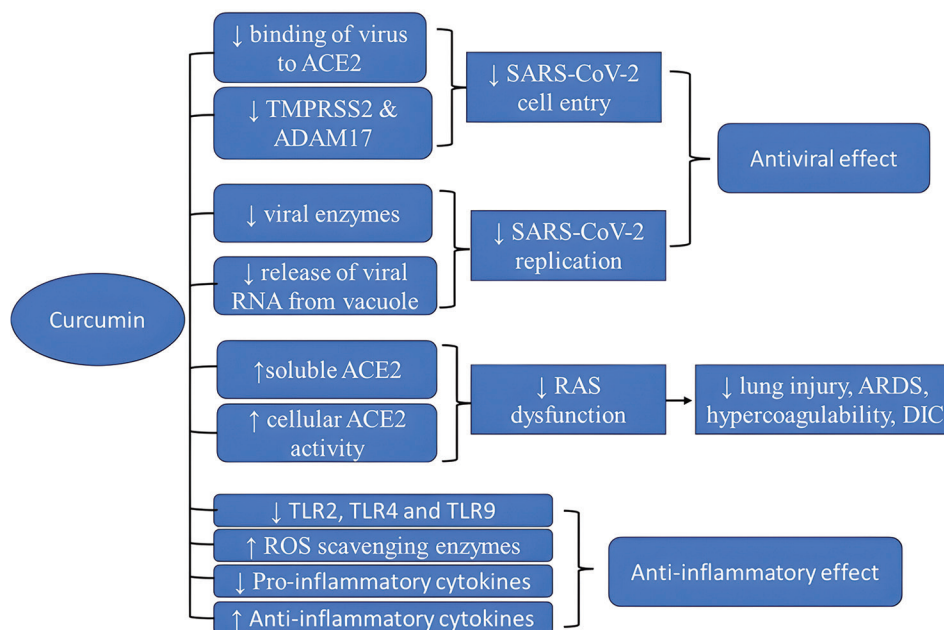 Curcumin
↓ binding of virus
to ACE2
↓ TMPRSS2 &
ADAM17
↓ SARS-CoV-2
cell entry
↓ viral enzymes
↓ release of viral
RNA from vacuole
↓ SARS-CoV-2
replication
Antiviral effect
↑soluble ACE2
↑ cellular ACE2
activity
↓ RAS
dysfunction
↓ lung injury, ARDS,
hypercoagulability, DIC
↓ TLR2, TLR4 and TLR9
↑ ROS scavenging enzymes
↓ Pro-inflammatory cytokines
↑ Anti-inflammatory cytokines
Anti-inflammatory effect